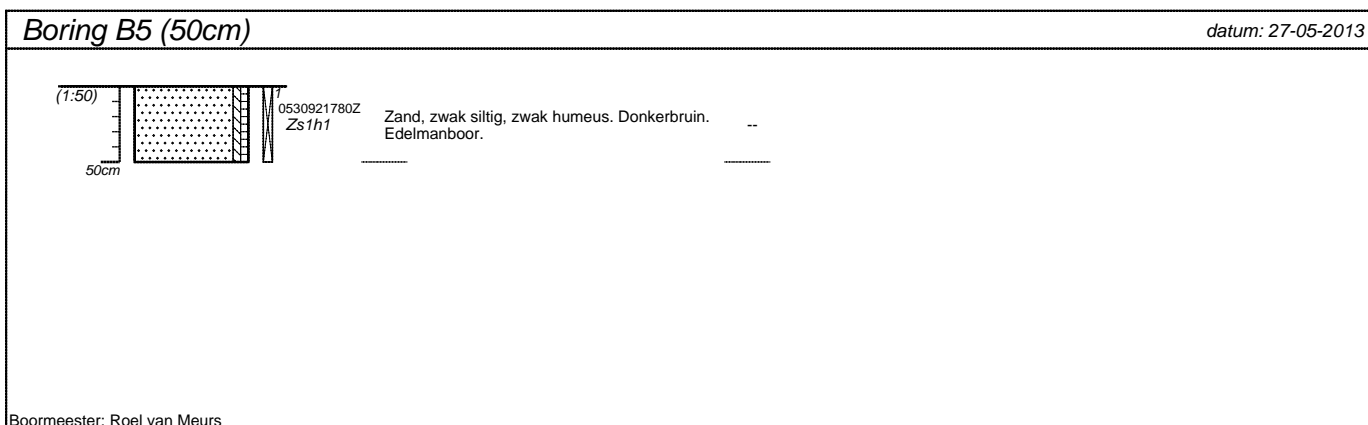 Boring B5 (50cm)
datum: 27-05-2013
(1:50)
1
0530921780Z
Zs1h1
Zand, zwak siltig, zwak humeus. Donkerbruin.
Edelmanboor.
--
50cm
Boormeester: Roel van Meurs